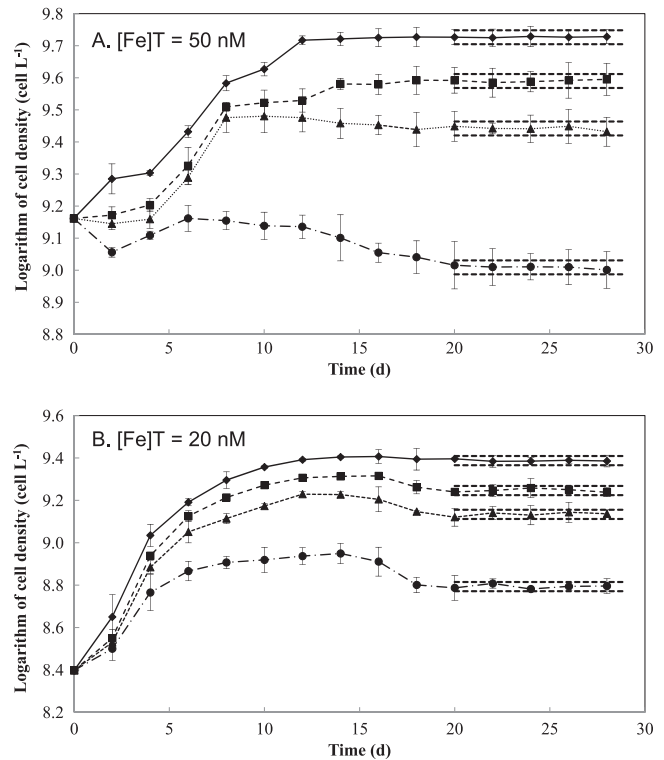 A. [Fe]T = 50 nM
Logarithm of cell density (cell L-1)
9.8
9.7
9.6
9.5
9.4
9.3
9.2
9.1
9.0
8.9
8.8
0 5 10 15 20 25 30
Time (d)
B. [Fe]T = 20 nM
Logarithm of cell density (cell L-1)
9.6
9.4
9.2
9.0
8.8
8.6
8.4
8.2
0 5 10 15 20 25 30
Time (d)